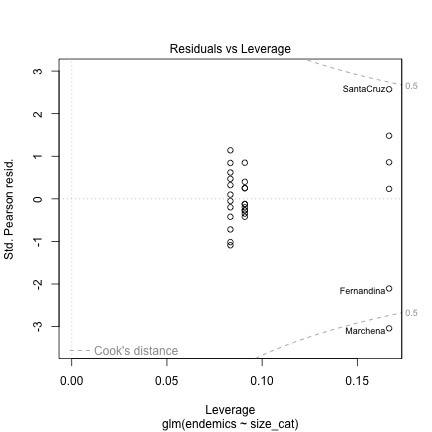 Residuals vs Leverage
3
2
1
0
-1
-2
-3
Std. Pearson resid.
SantaCruz
0.5
Fernandina
0.5
Marchena
Cook's distance
0.00 0.05 0.10 0.15
Leverage
glm(endemics ~ size_cat)